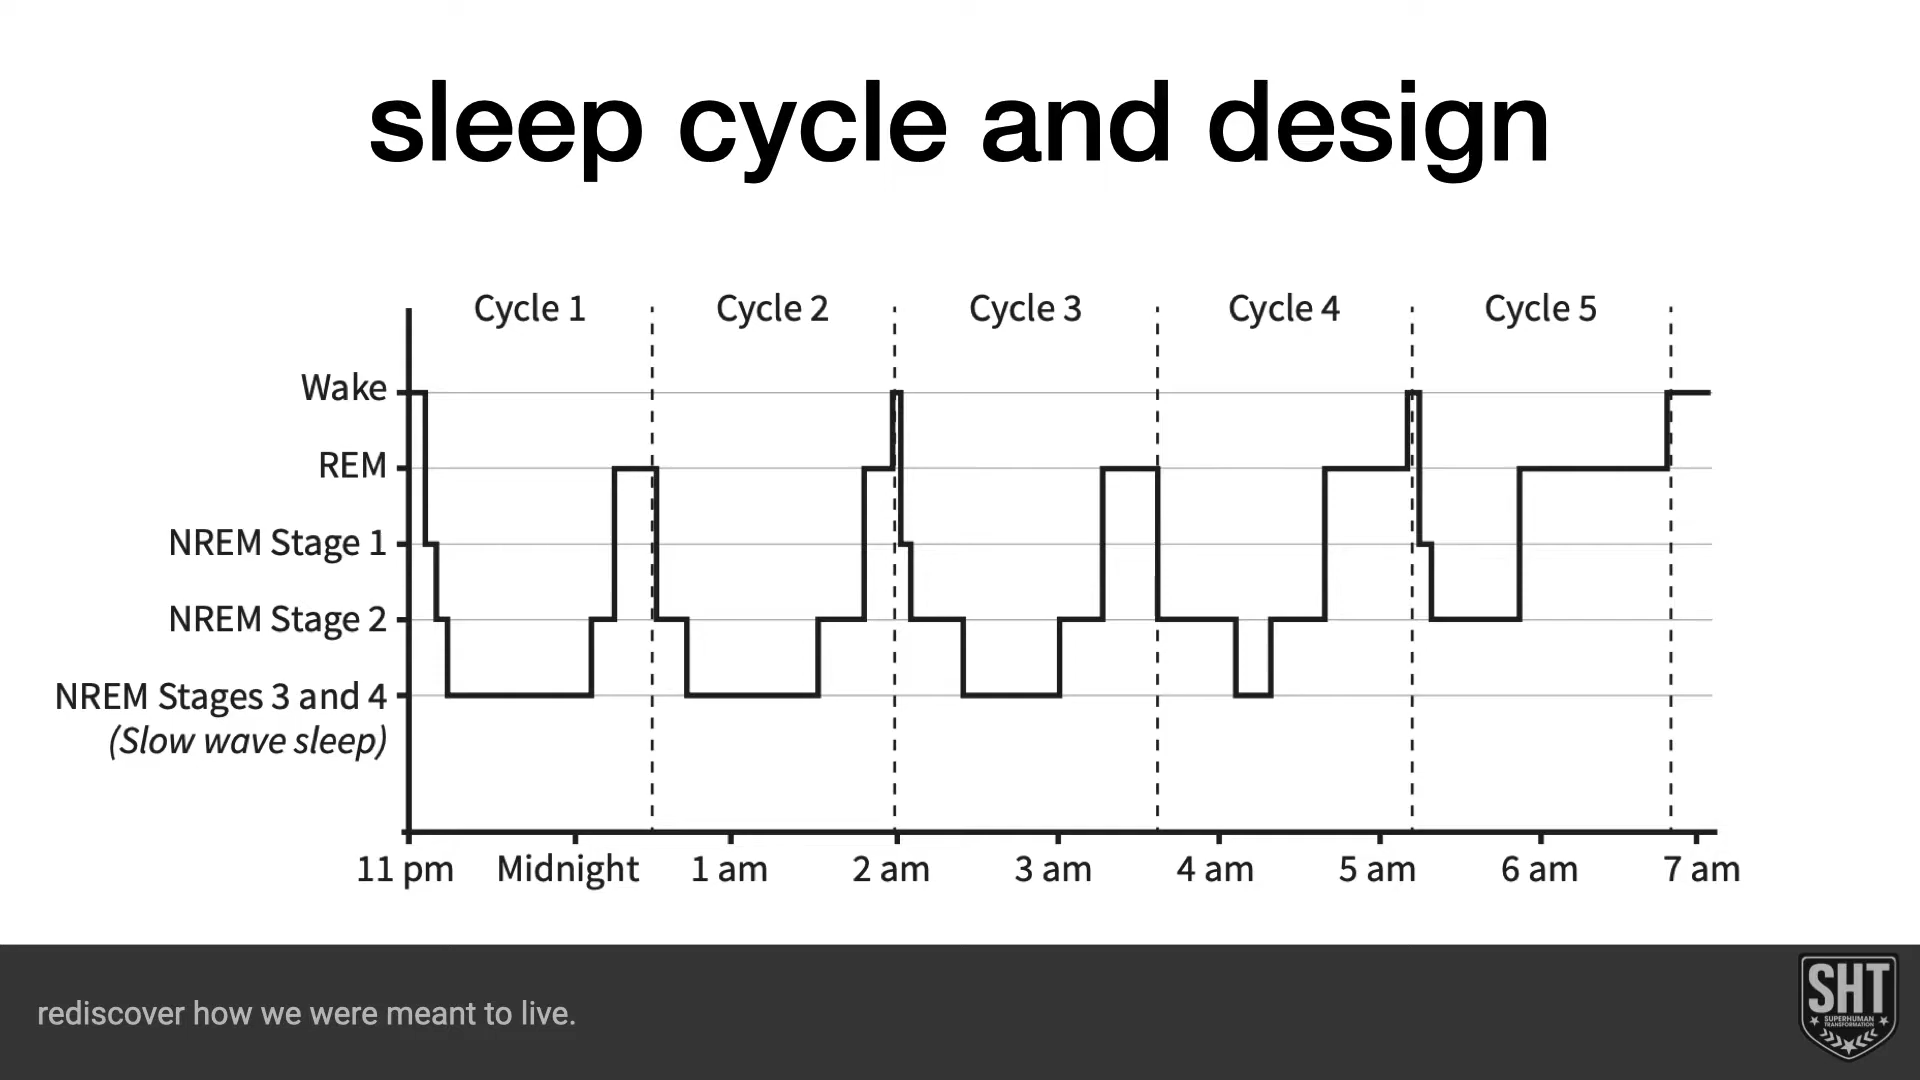 sleep cycle and design
Cycle 1
Cycle 2
Cycle 3
Cycle 4
Cycle 5
Wake
REM
NREM Stage 1
NREM Stage 2
NREM Stages 3 and 4
(Slow wave sleep)
11 pm
Midnight
1 am
2 am
3 am
4 am
5 am
6 am
7 am
rediscover how we were meant to live.
SHT
SUPERHUMAN
TRANSFORMATION